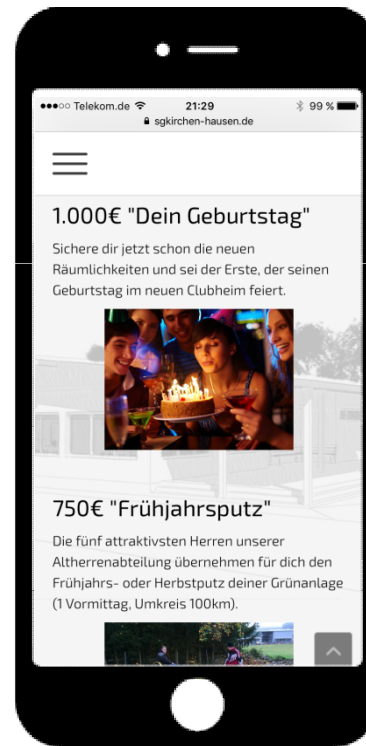 Telekom.de 21:29 99 %
sgkirchen-hausen.de
1.000€ "Dein Geburtstag"
Sichere dir jetzt schon die neuen
Räumlichkeiten und sei der Erste, der seinen
Geburtstag im neuen Clubheim feiert.
750€ "Frühjahrsputz"
Die fünf attraktivsten Herren unserer
Altherrenabteilung übernehmen für dich den
Frühjahrs- oder Herbstputz deiner Grünanlage
(1 Vormittag, Umkreis 100km).